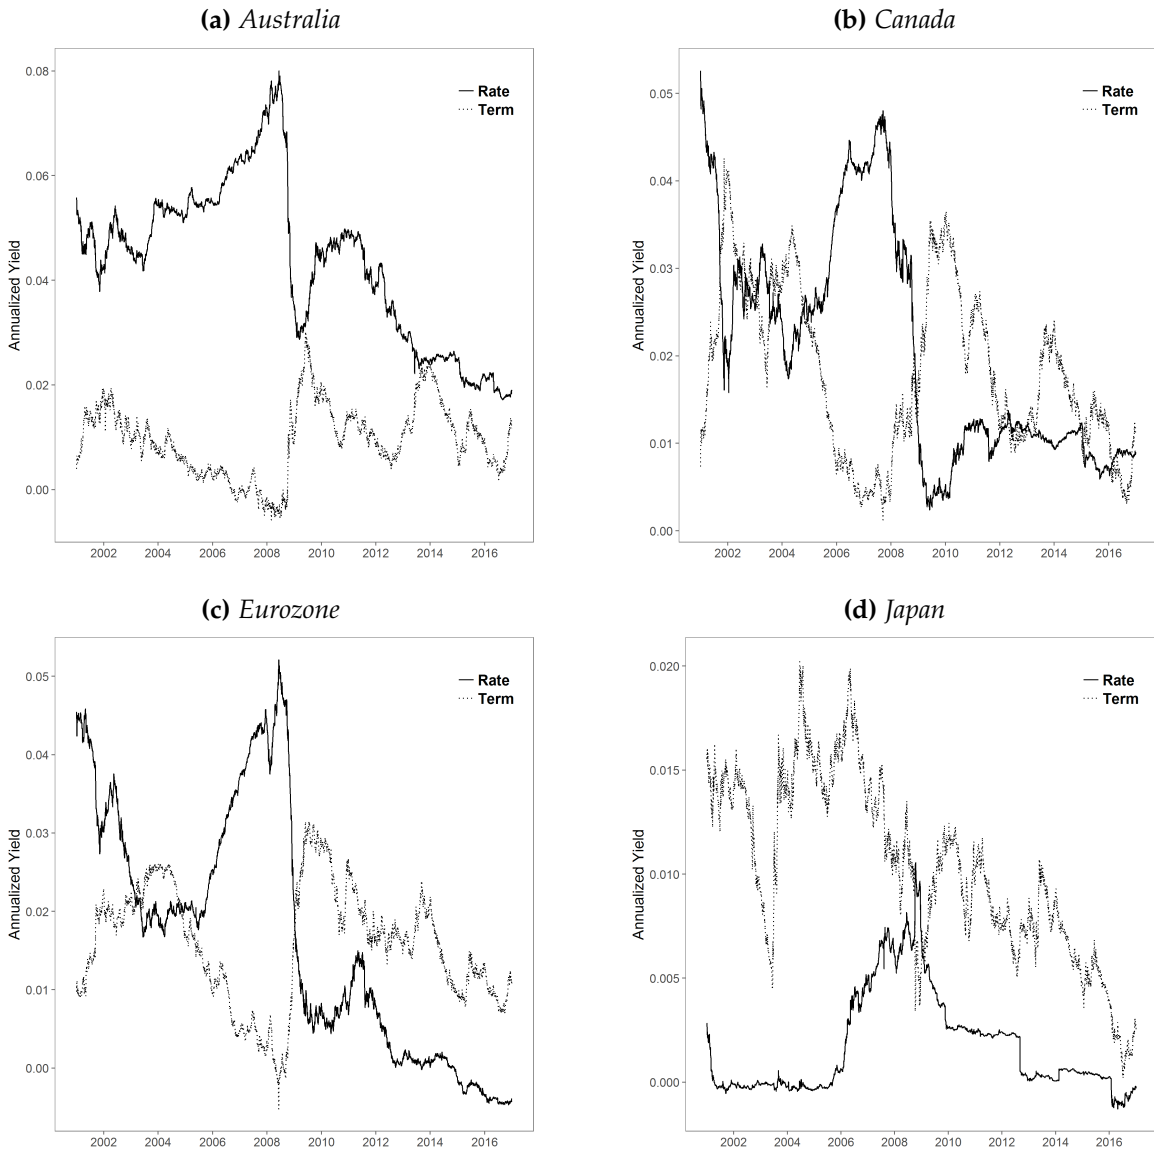 (a) Australia
Annualized Yield
0.08
0.06
0.04
0.02
0.00
Rate
Term
2002 2004 2006 2008 2010 2012 2014 2016
(b) Canada
Annualized Yield
0.05
0.04
0.03
0.02
0.01
0.00
Rate
Term
2002 2004 2006 2008 2010 2012 2014 2016
(c) Eurozone
Annualized Yield
0.05
0.04
0.03
0.02
0.01
0.00
Rate
Term
2002 2004 2006 2008 2010 2012 2014 2016
(d) Japan
Annualized Yield
0.020
0.015
0.010
0.005
0.000
Rate
Term
2002 2004 2006 2008 2010 2012 2014 2016